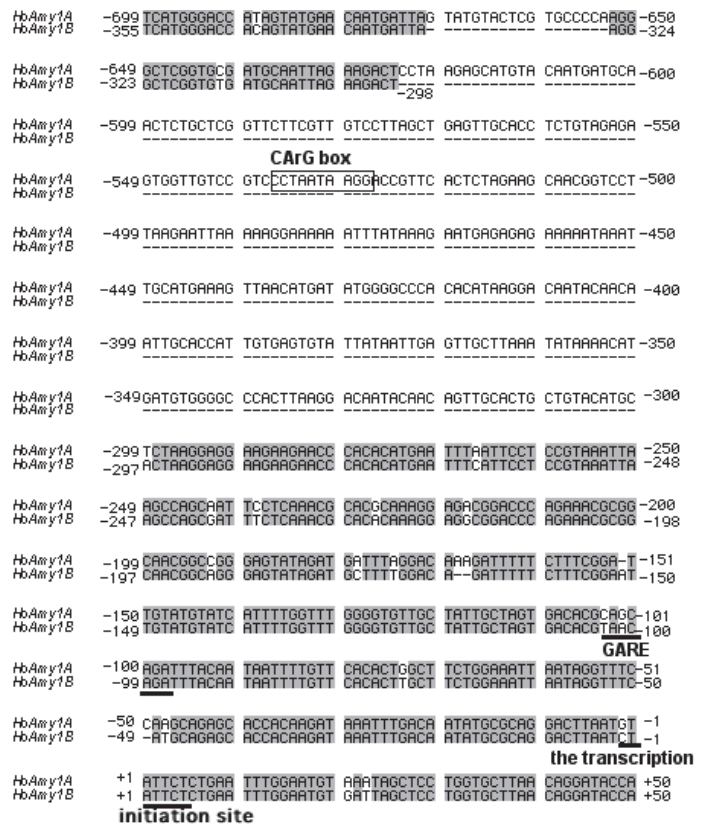 HbAmy1A -699 TCATGGGACC ATAGTATGAA CAATGATTAG TATGTACTCG TGCCCCAAGG -650
HbAmy1B -355 TCATGGGACC ACAGTATGAA CAATGATTA- ---------- -------AGG -324
HbAmy1A -649 GCTCGGTGCG ATGCAATTAG AAGACTCCTA AGAGCATGTA CAATGATGCA -600
HbAmy1B -323 GCTCGGTGTG ATGCAATTAG AAGACT---- ---------- ----------
-298
HbAmy1A -599 ACTCTGCTCG GGTTCTTCGTT GTCCTTAGCT GAGTTGCACC TCTGTAGAGA -550
HbAmy1B ---------- ---------- ---------- ---------- ----------
CArG box
HbAmy1A -549 GTGGTTGTCC GTCCCTAATA AGGACCGTTC ACTCTAGAAG CAACGGTCCT -500
HbAmy1B ---------- ---------- ---------- ---------- ----------
HbAmy1A -499 TAAGAATTAA AAAGGAAAAA ATTTATAAAG AATGAGAGAG AAAAATAAAT -450
HbAmy1B ---------- ---------- ---------- ---------- ----------
HbAmy1A -449 TGCATGAAAG TTAACATGAT ATGGGGCCCA CACATAAGGA CAATACAACA -400
HbAmy1B ---------- ---------- ---------- ---------- ----------
HbAmy1A -399 ATTGCACCAT TGTGAGTGTA TTATAATTGA GTTGCTTAAA TATAAAACAT -350
HbAmy1B ---------- ---------- ---------- ---------- ----------
HbAmy1A -349 GATGTGGGGC CCACTTAAGG ACAATACAAC AGTTGCACTG CTGTACATGC -300
HbAmy1B ---------- ---------- ---------- ---------- ----------
HbAmy1A -299 TCTAAGGAGG AAGAAGAACC CACACATGAA TTTAATTCCT CCGTAAATTA -250
HbAmy1B -297 ACTAAGGAGG AAGAAGAACC CACACATGAA TTTCATTCCT CCGTAAATTA -248
HbAmy1A -249 AGCCAGCAAT TCCTCAAACG CACGCAAAGG AGACGGACCC AGAAACGCGG -200
HbAmy1B -247 AGCCAGCGAT TTCTCAAACG CACACAAAGG AGGCGGACCC AGAAACGCGG -198
HbAmy1A -199 CAACGGCCGG GAGTATAGAT GATTTAGGAC AAAGATTTTT CTTTCGGA-T -151
HbAmy1B -197 CAACGGCAGG GAGTATAGAT GCTTTTGGAC A--GATTTTT CTTTCGGAAT -150
HbAmy1A -150 TGTATGTATC ATTTTGGTTT GGGGTGTTGC TATTGCTAGT GACACGCAGC -101
HbAmy1B -149 TGTATGTATC ATTTTGGTTT GGGGTGTTGC TATTGCTAGT GACACGTAAC -100
GARE
HbAmy1A -100 AGATTTACAA TAATTTTGTT CACACTGGCT TCTGGAAATT AATAGGTTTC -51
HbAmy1B -99 AGATTTACAA TAATTTTGTT CACACTTGCT TCTGGAAATT AATAGGTTTC -50
HbAmy1A -50 CAAGCAGAGC ACCACAAGAT AAATTTGACA ATATGCGCAG GACTTAATGT -1
HbAmy1B -49 -ATGCAGAGC ACCACAAGAT AAATTTGACA ATATGCGCAG GACTTAATCT -1
the transcription
HbAmy1A +1 ATTCTCTGAA TTTGGAATGT AAATAGCTCC TGGTGCTTAA CAGGATACCA +50
HbAmy1B +1 ATTCTCTGAA TTTGGAATGT GATTAGCTCC TGGTGCTTAA CAGGATACCA +50
initiation site